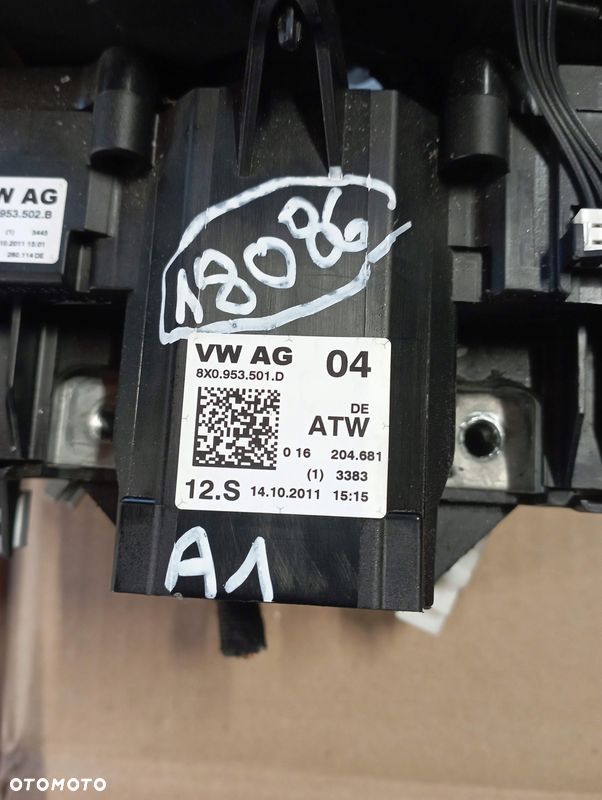 W AG
953.502.B
(1) 3445
10.2011 15:01
280.114 DE
18086
VW AG 04
8X0.953.501.D
DE
ATW
0 16 204.681
(1) 3383
12.S 14.10.2011 15:15
A1
E
OTOMOTO